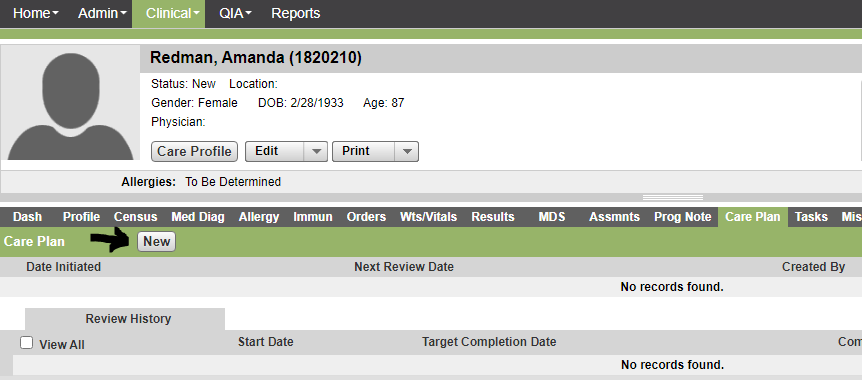 Home Admin Clinical QIA Reports
Redman, Amanda (1820210)
Status: New Location:
Gender: Female DOB: 2/28/1933 Age: 87
Physician:
Care Profile Edit Print
Allergies: To Be Determined
Dash Profile Census Med Diag Allergy Immun Orders Wts/Vitals Results MDS Assmnts Prog Note Care Plan Tasks Mis
Care Plan New
Date Initiated Next Review Date Created By
No records found.
Review History
View All Start Date Target Completion Date Com
No records found.